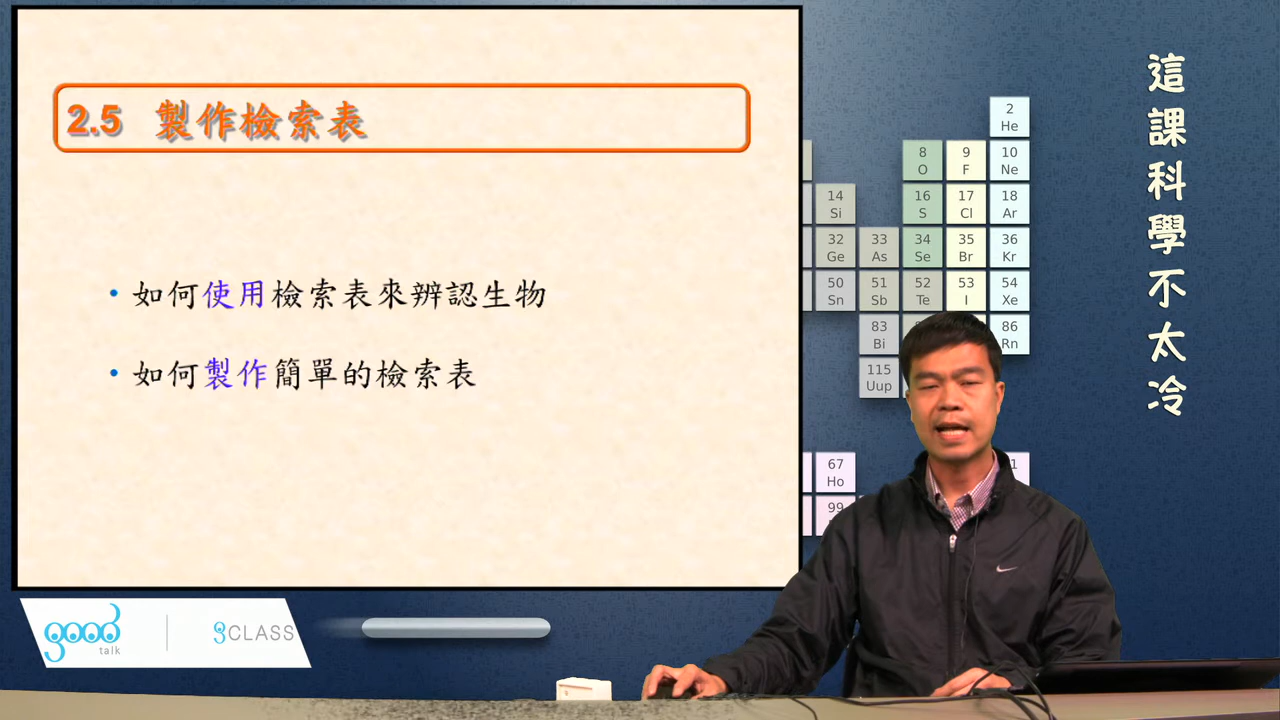 2.5 製作檢索表
• 如何使用檢索表來辨認生物
• 如何製作簡單的檢索表
這課科學不太冷
2
He
8
O
9
F
10
Ne
14
Si
16
S
17
Cl
18
Ar
32
Ge
33
As
34
Se
35
Br
36
Kr
50
Sn
51
Sb
52
Te
53
I
54
Xe
83
Bi
86
Rn
115
Uup
67
Ho
99
good
talk
gCLASS